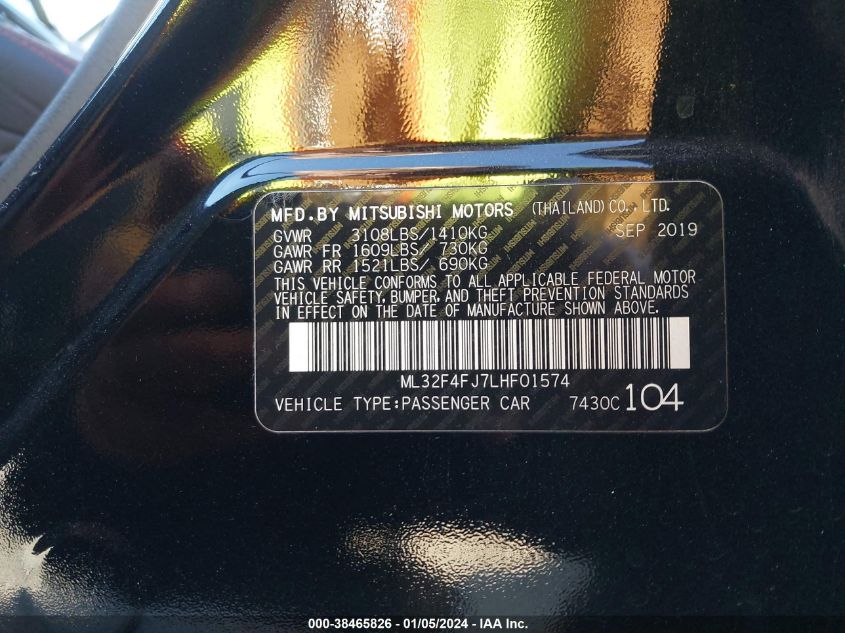 MFD. BY MITSUBISHI MOTORS (THAILAND) CO., LTD.
GVWR 3108LBS/1410KG SEP 2019
GAWR FR 1609LBS/ 730KG
GAWR RR 1521LBS/ 690KG
THIS VEHICLE CONFORMS TO ALL APPLICABLE FEDERAL MOTOR
VEHICLE SAFETY, BUMPER, AND THEFT PREVENTION STANDARDS
IN EFFECT ON THE DATE OF MANUFACTURE SHOWN ABOVE.
ML32F4FJ7LHF01574
VEHICLE TYPE:PASSENGER CAR 7430C 104
000-38465826 - 01/05/2024 - IAA Inc.